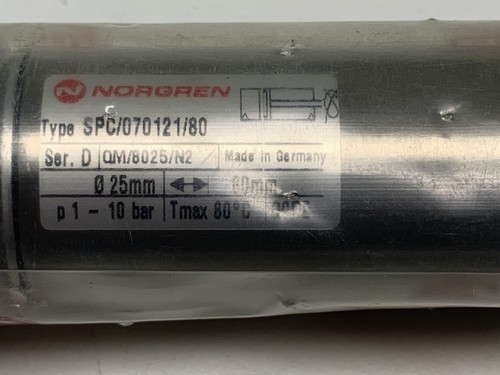 NORGREN
Type SPC/070121/80
Ser. D QM/8025/N2 Made in Germany
Ø 25mm 80mm
p 1 - 10 bar Tmax 80°C